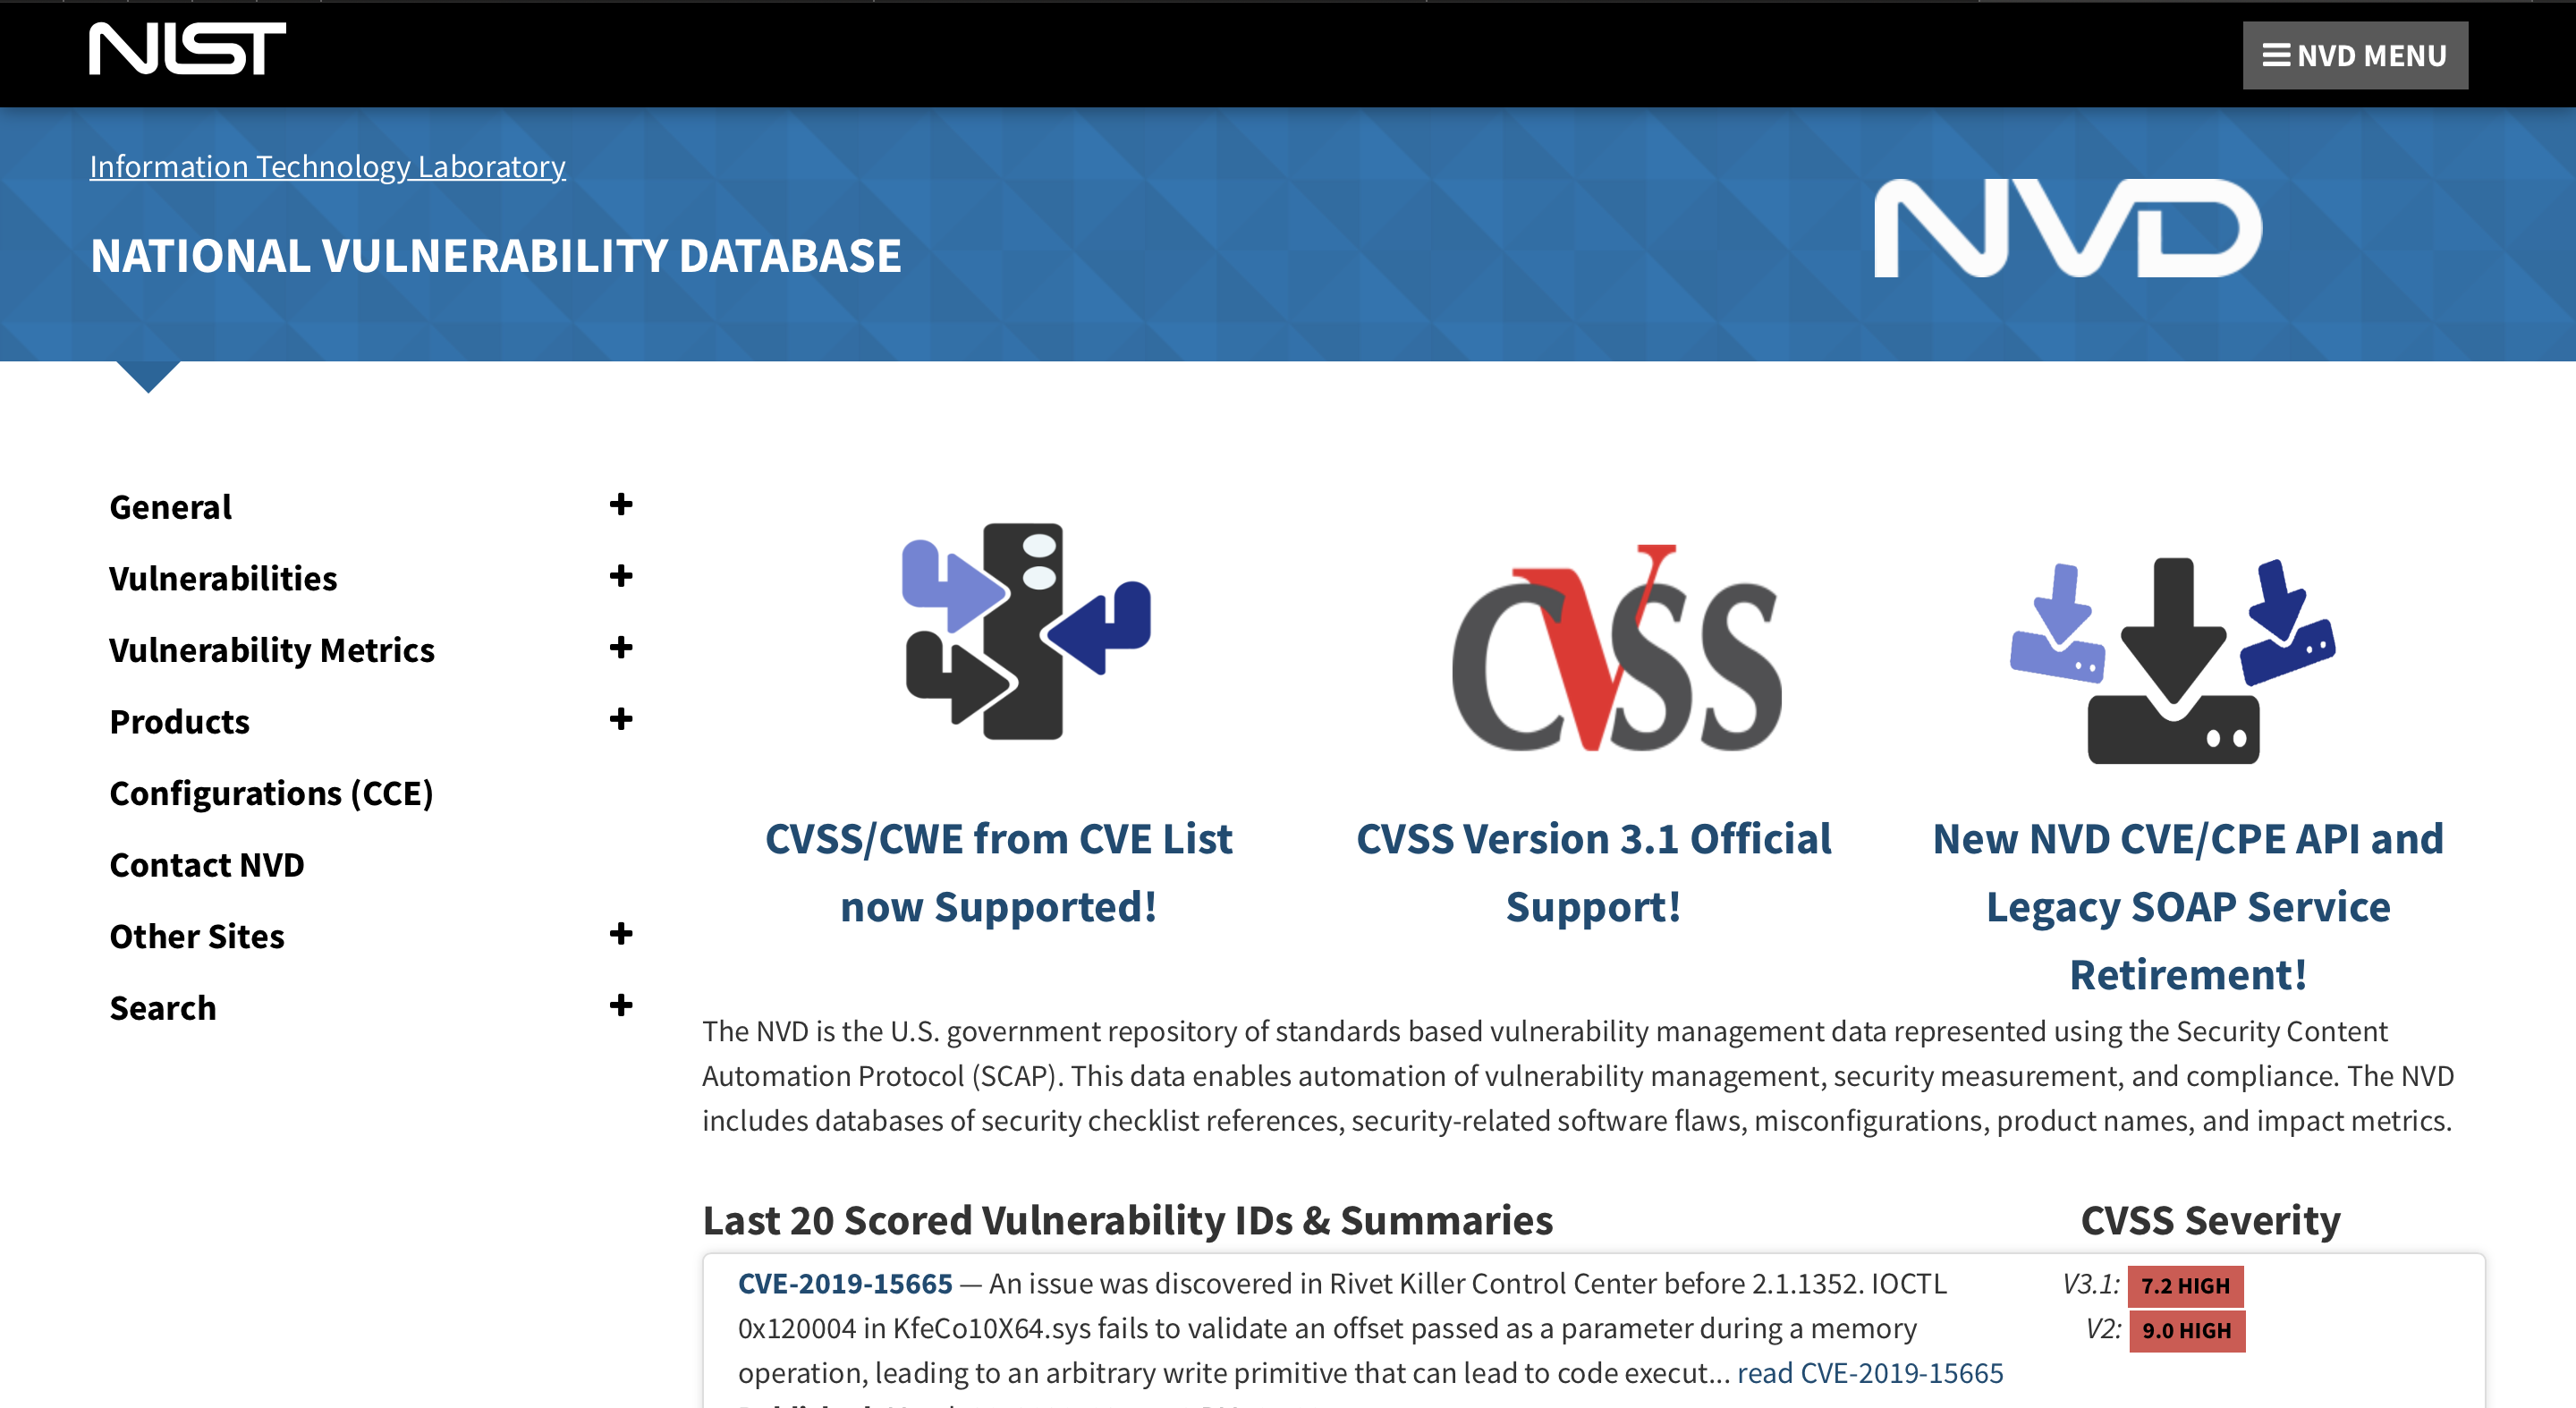 NIST
NVD MENU
Information Technology Laboratory
NATIONAL VULNERABILITY DATABASE
NVD
General
Vulnerabilities
Vulnerability Metrics
Products
Configurations (CCE)
Contact NVD
Other Sites
Search
CVSS
CVSS/CWE from CVE List
now Supported!
CVSS Version 3.1 Official
Support!
New NVD CVE/CPE API and
Legacy SOAP Service
Retirement!
The NVD is the U.S. government repository of standards based vulnerability management data represented using the Security Content
Automation Protocol (SCAP). This data enables automation of vulnerability management, security measurement, and compliance. The NVD
includes databases of security checklist references, security-related software flaws, misconfigurations, product names, and impact metrics.
Last 20 Scored Vulnerability IDs & Summaries
CVSS Severity
CVE-2019-15665 — An issue was discovered in Rivet Killer Control Center before 2.1.1352. IOCTL
0x120004 in KfeCo10X64.sys fails to validate an offset passed as a parameter during a memory
operation, leading to an arbitrary write primitive that can lead to code execut... read CVE-2019-15665
V3.1: 7.2 HIGH
V2: 9.0 HIGH